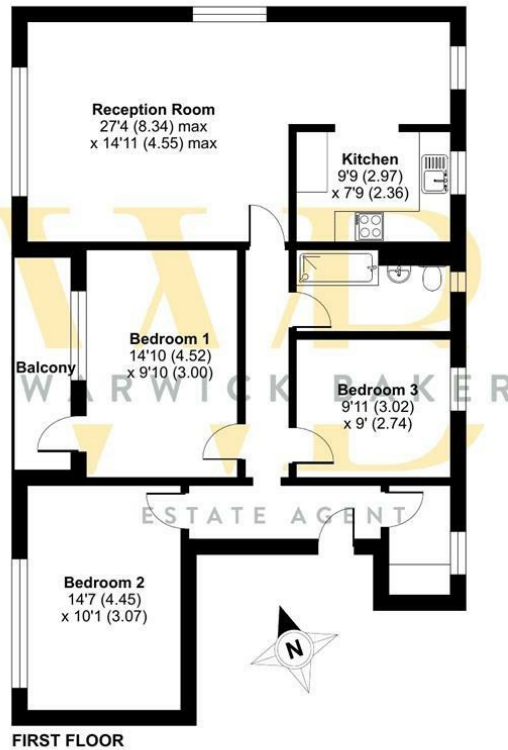 Reception Room
27'4 (8.34) max
x 14'11 (4.55) max
Kitchen
9'9 (2.97)
x 7'9 (2.36)
WB
Bedroom 1
14'10 (4.52)
x 9'10 (3.00)
Balcony
WARWICK BAKER
Bedroom 3
9'11 (3.02)
x 9' (2.74)
ESTATE AGENT
Bedroom 2
14'7 (4.45)
x 10'1 (3.07)
N
FIRST FLOOR